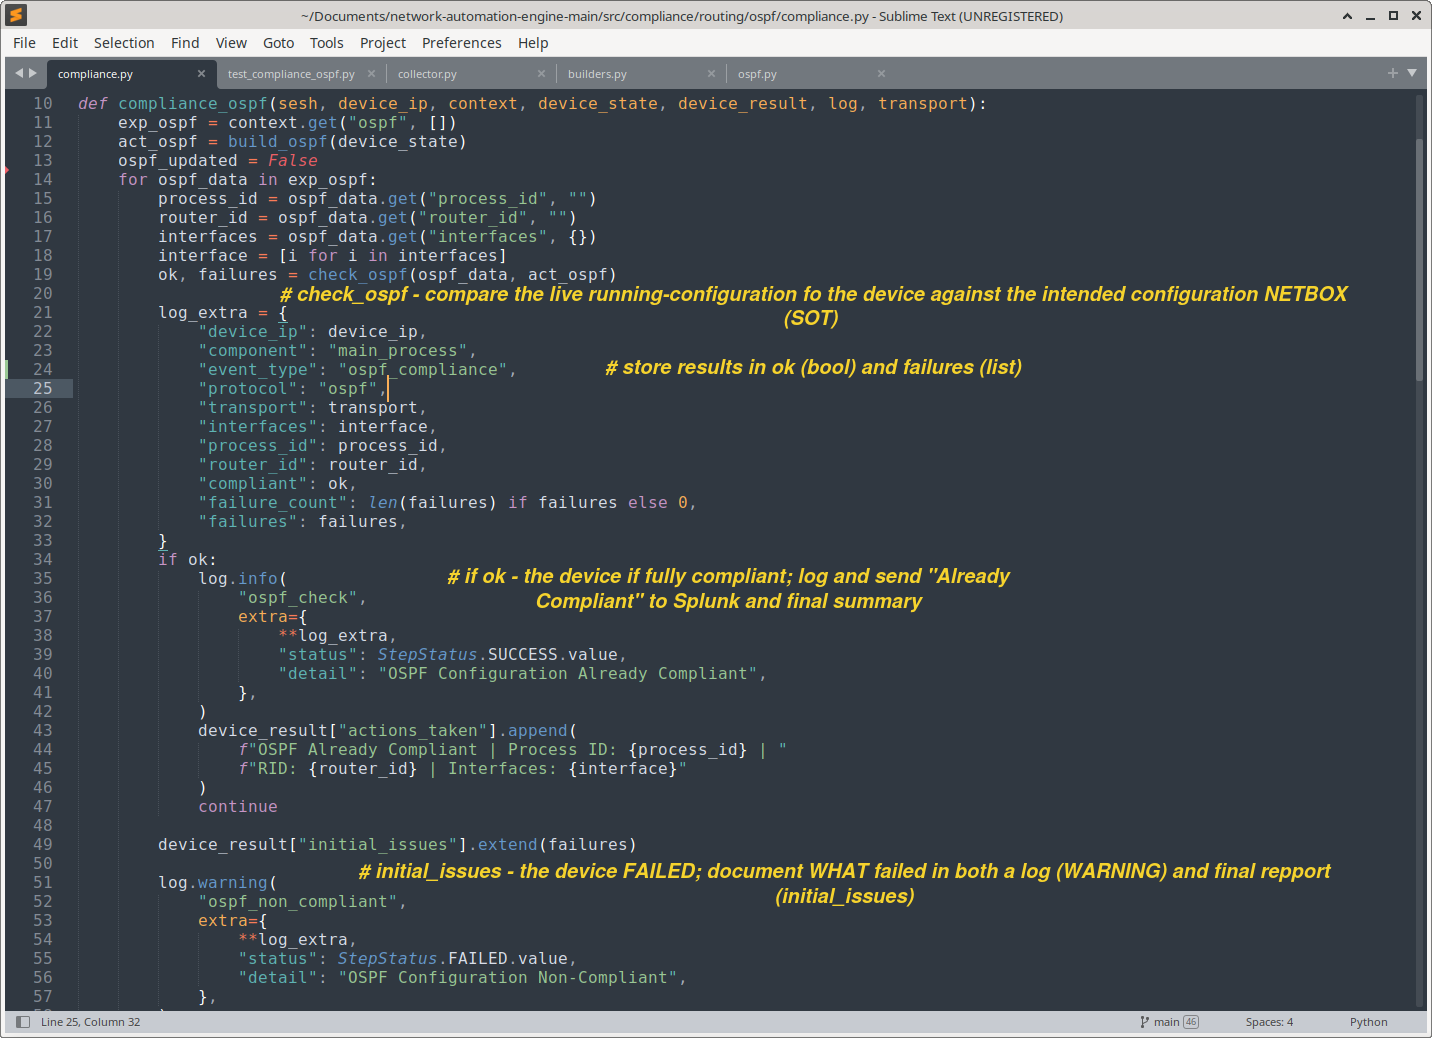 ~/Documents/network-automation-engine-main/src/compliance/routing/ospf/compliance.py - Sublime Text (UNREGISTERED)
File Edit Selection Find View Goto Tools Project Preferences Help
compliance.py × test_compliance_ospf.py × collector.py × builders.py × ospf.py × +
10 def compliance_ospf(sesh, device_ip, context, device_state, device_result, log, transport):
11 exp_ospf = context.get("ospf", [])
12 act_ospf = build_ospf(device_state)
13 ospf_updated = False
14 for ospf_data in exp_ospf:
15 process_id = ospf_data.get("process_id", "")
16 router_id = ospf_data.get("router_id", "")
17 interfaces = ospf_data.get("interfaces", {})
18 interface = [i for i in interfaces]
19 ok, failures = check_ospf(ospf_data, act_ospf)
20 # check_ospf - compare the live running-configuration fo the device against the intended configuration NETBOX
(SOT)
21 log_extra = {
22 "device_ip": device_ip,
23 "component": "main_process",
24 "event_type": "ospf_compliance", # store results in ok (bool) and failures (list)
25 "protocol": "ospf",
26 "transport": transport,
27 "interfaces": interface,
28 "process_id": process_id,
29 "router_id": router_id,
30 "compliant": ok,
31 "failure_count": len(failures) if failures else 0,
32 "failures": failures,
33 }
34 if ok:
35 log.info( # if ok - the device if fully compliant; log and send "Already
36 "ospf_check", Compliant" to Splunk and final summary
37 extra={
38 **log_extra,
39 "status": StepStatus.SUCCESS.value,
40 "detail": "OSPF Configuration Already Compliant",
41 },
42 )
43 device_result["actions_taken"].append(
44 f"OSPF Already Compliant | Process ID: {process_id} | "
45 f"RID: {router_id} | Interfaces: {interface}"
46 )
47 continue
48
49 device_result["initial_issues"].extend(failures)
50 # initial_issues - the device FAILED; document WHAT failed in both a log (WARNING) and final repport
(initial_issues)
51 log.warning(
52 "ospf_non_compliant",
53 extra={
54 **log_extra,
55 "status": StepStatus.FAILED.value,
56 "detail": "OSPF Configuration Non-Compliant",
57 },
Line 25, Column 32 main 46 Spaces: 4 Python